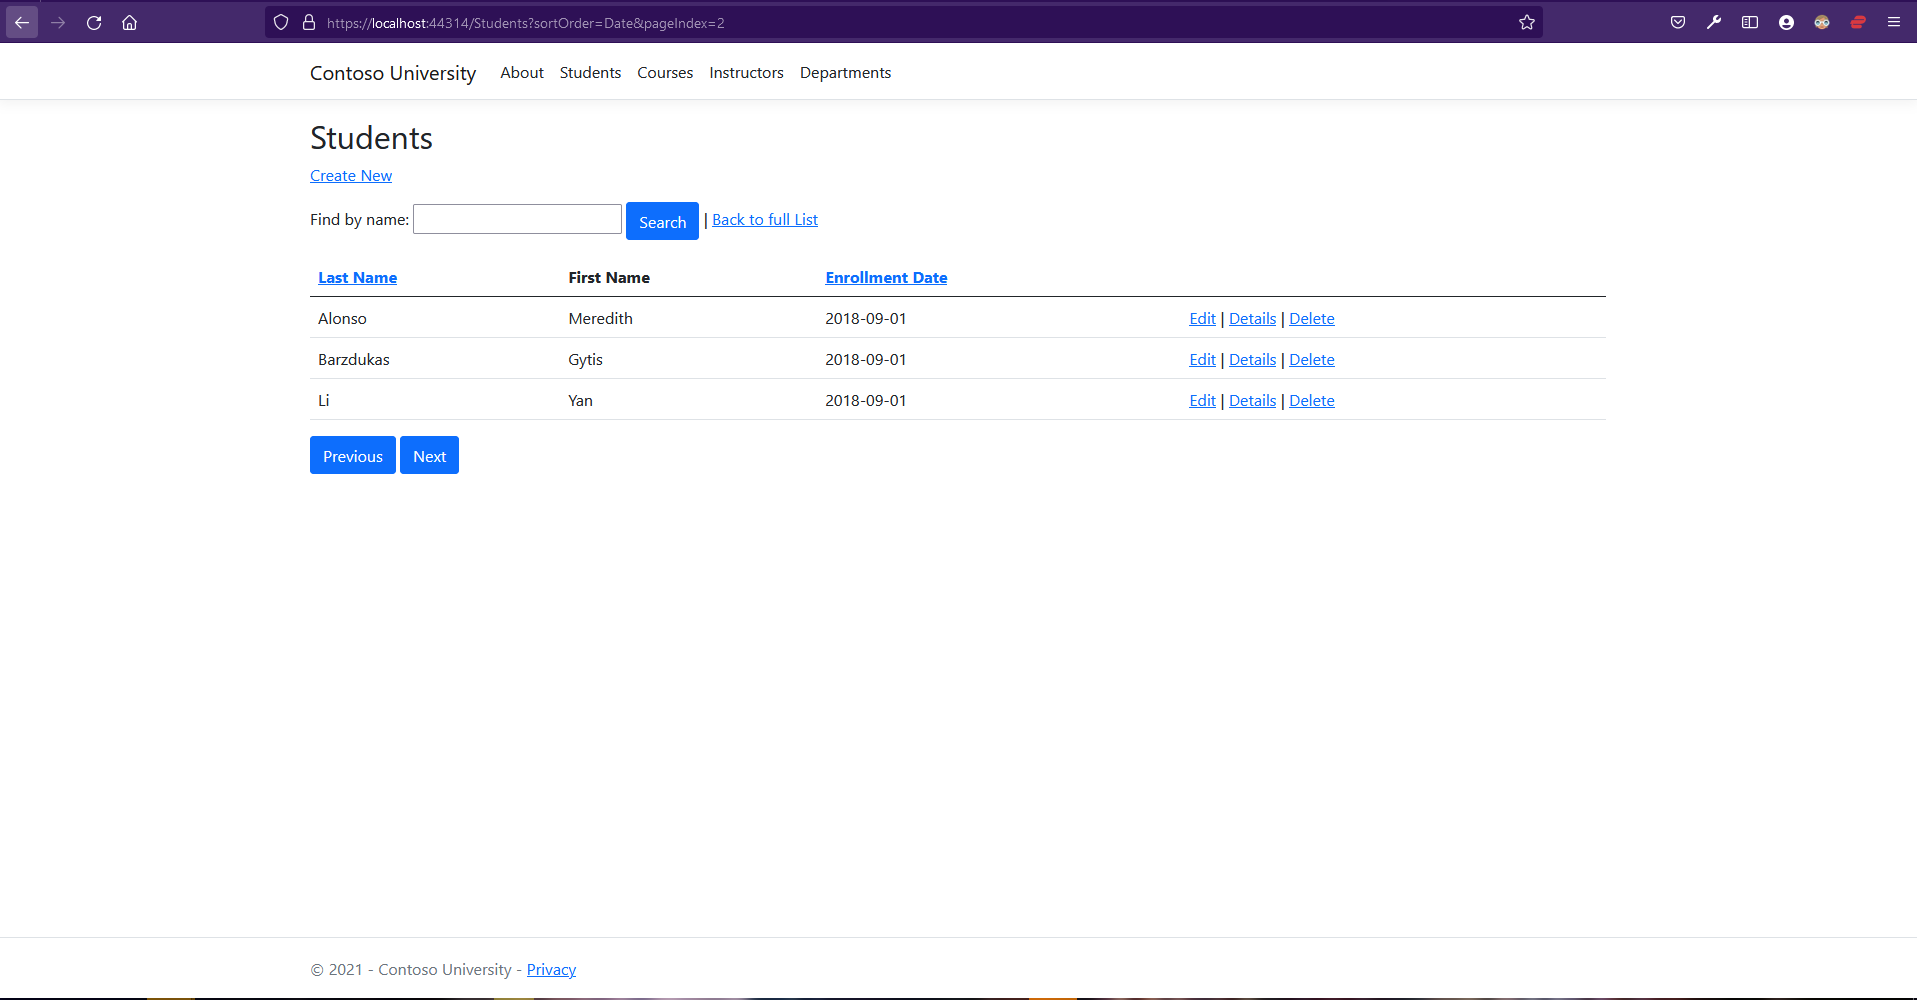 https://localhost:44314/Students?sortOrder=Date&pageIndex=2
Contoso University About Students Courses Instructors Departments
Students
Create New
Find by name: Search | Back to full List
Last Name First Name Enrollment Date
Alonso Meredith 2018-09-01 Edit | Details | Delete
Barzdukas Gytis 2018-09-01 Edit | Details | Delete
Li Yan 2018-09-01 Edit | Details | Delete
Previous Next
© 2021 - Contoso University - Privacy